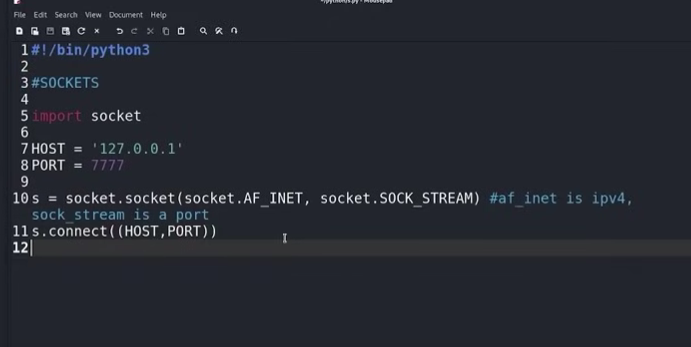 File Edit Search View Document Help
1 #!/bin/python3
2
3 #SOCKETS
4
5 import socket
6
7 HOST = '127.0.0.1'
8 PORT = 7777
9
10 s = socket.socket(socket.AF_INET, socket.SOCK_STREAM) #af_inet is ipv4,
sock_stream is a port
11 s.connect((HOST,PORT))
12